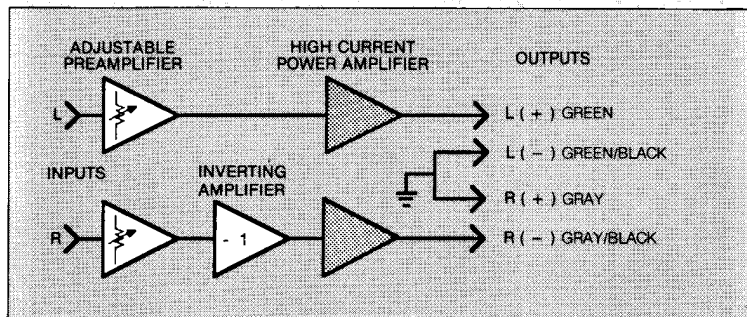 ADJUSTABLE
PREAMPLIFIER
HIGH CURRENT
POWER AMPLIFIER
OUTPUTS
L
L ( + ) GREEN
L ( − ) GREEN/BLACK
INPUTS
INVERTING
AMPLIFIER
R ( + ) GRAY
R
- 1
R ( − ) GRAY/BLACK